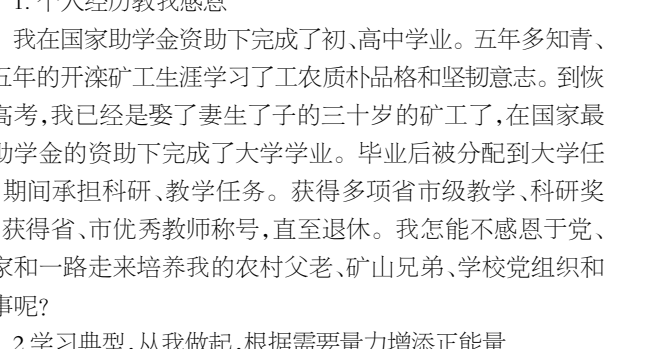 1. 个人经历教我感恩
我在国家助学金资助下完成了初、高中学业。五年多知青、
五年的开滦矿工生涯学习了工农质朴品格和坚韧意志。到恢
高考,我已经是娶了妻生了子的三十岁的矿工了,在国家最
助学金的资助下完成了大学学业。毕业后被分配到大学任
期间承担科研、教学任务。获得多项省市级教学、科研奖
获得省、市优秀教师称号,直至退休。我怎能不感恩于党、
家和一路走来培养我的农村父老、矿山兄弟、学校党组织和
事呢?
2.学习典型,从我做起,根据需要量力增添正能量